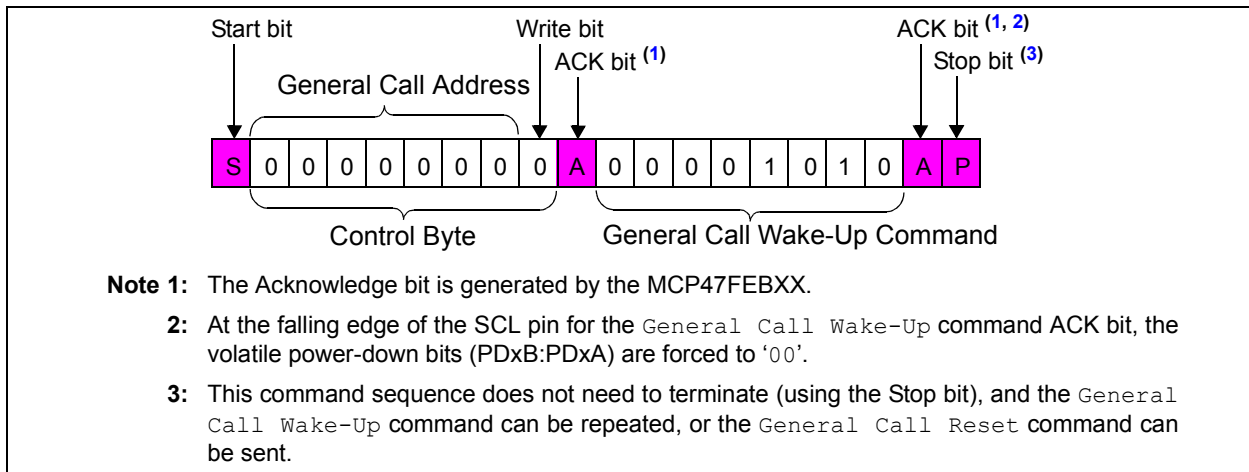 Start bit Write bit ACK bit (1, 2)
ACK bit (1) Stop bit (3)
General Call Address
S 0 0 0 0 0 0 0 0 A 0 0 0 0 1 0 1 0 A P
Control Byte General Call Wake-Up Command
Note 1: The Acknowledge bit is generated by the MCP47FEBXX.
2: At the falling edge of the SCL pin for the General Call Wake-Up command ACK bit, the
volatile power-down bits (PDxB:PDxA) are forced to ‘00’.
3: This command sequence does not need to terminate (using the Stop bit), and the General
Call Wake-Up command can be repeated, or the General Call Reset command can
be sent.